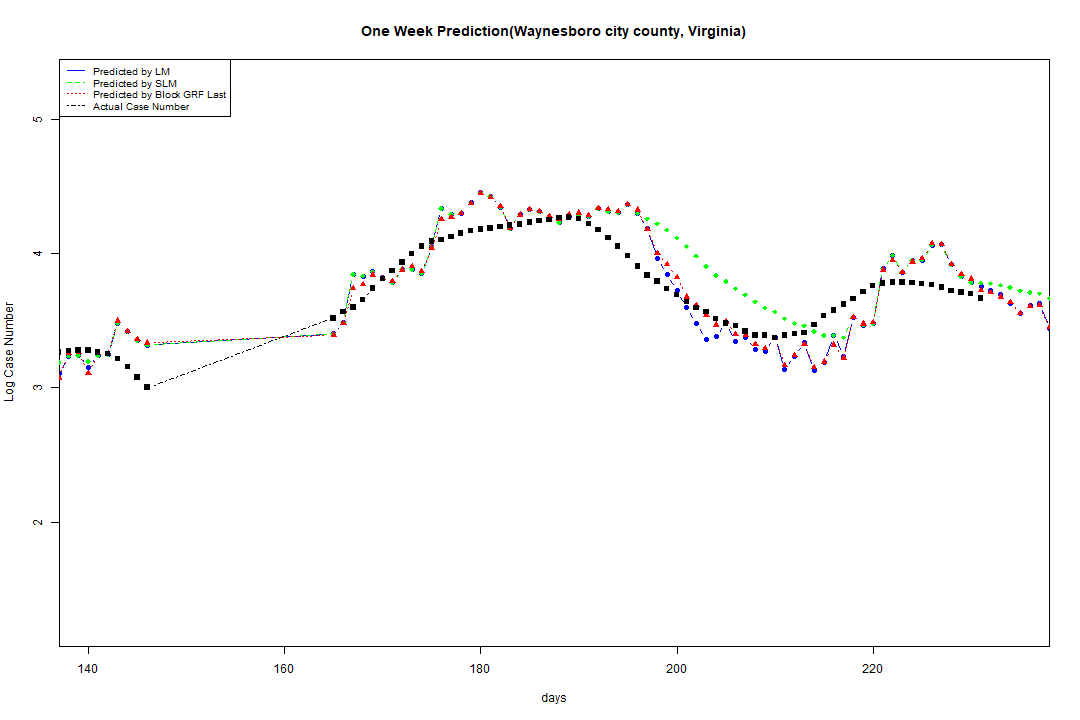 One Week Prediction(Waynesboro city county, Virginia)
Predicted by LM
Predicted by SLM
Predicted by Block GRF Last
Actual Case Number
Log Case Number
5
4
3
2
140 160 180 200 220
days